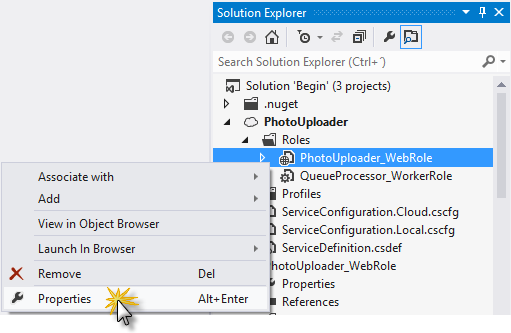 Solution Explorer
Search Solution Explorer (Ctrl+´)
Solution 'Begin' (3 projects)
.nuget
PhotoUploader
Roles
PhotoUploader_WebRole
QueueProcessor_WorkerRole
Profiles
ServiceConfiguration.Cloud.cscfg
ServiceConfiguration.Local.cscfg
ServiceDefinition.csdef
PhotoUploader_WebRole
Properties
References
Associate with
Add
View in Object Browser
Launch In Browser
Remove Del
Properties Alt+Enter